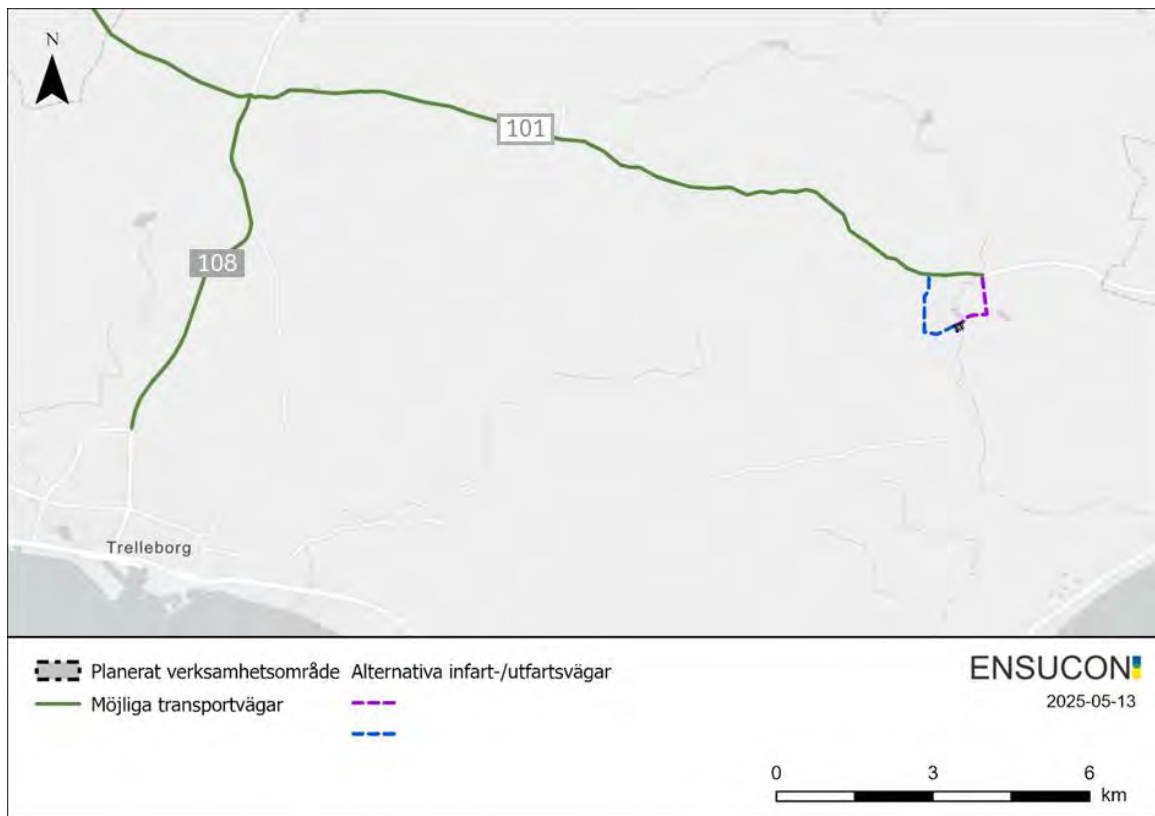 N
101
108
Trelleborg
Planerat verksamhetsområde
Möjliga transportvägar
Alternativa infart-/utfartsvägar
ENSUCON
2025-05-13
0 3 6
km